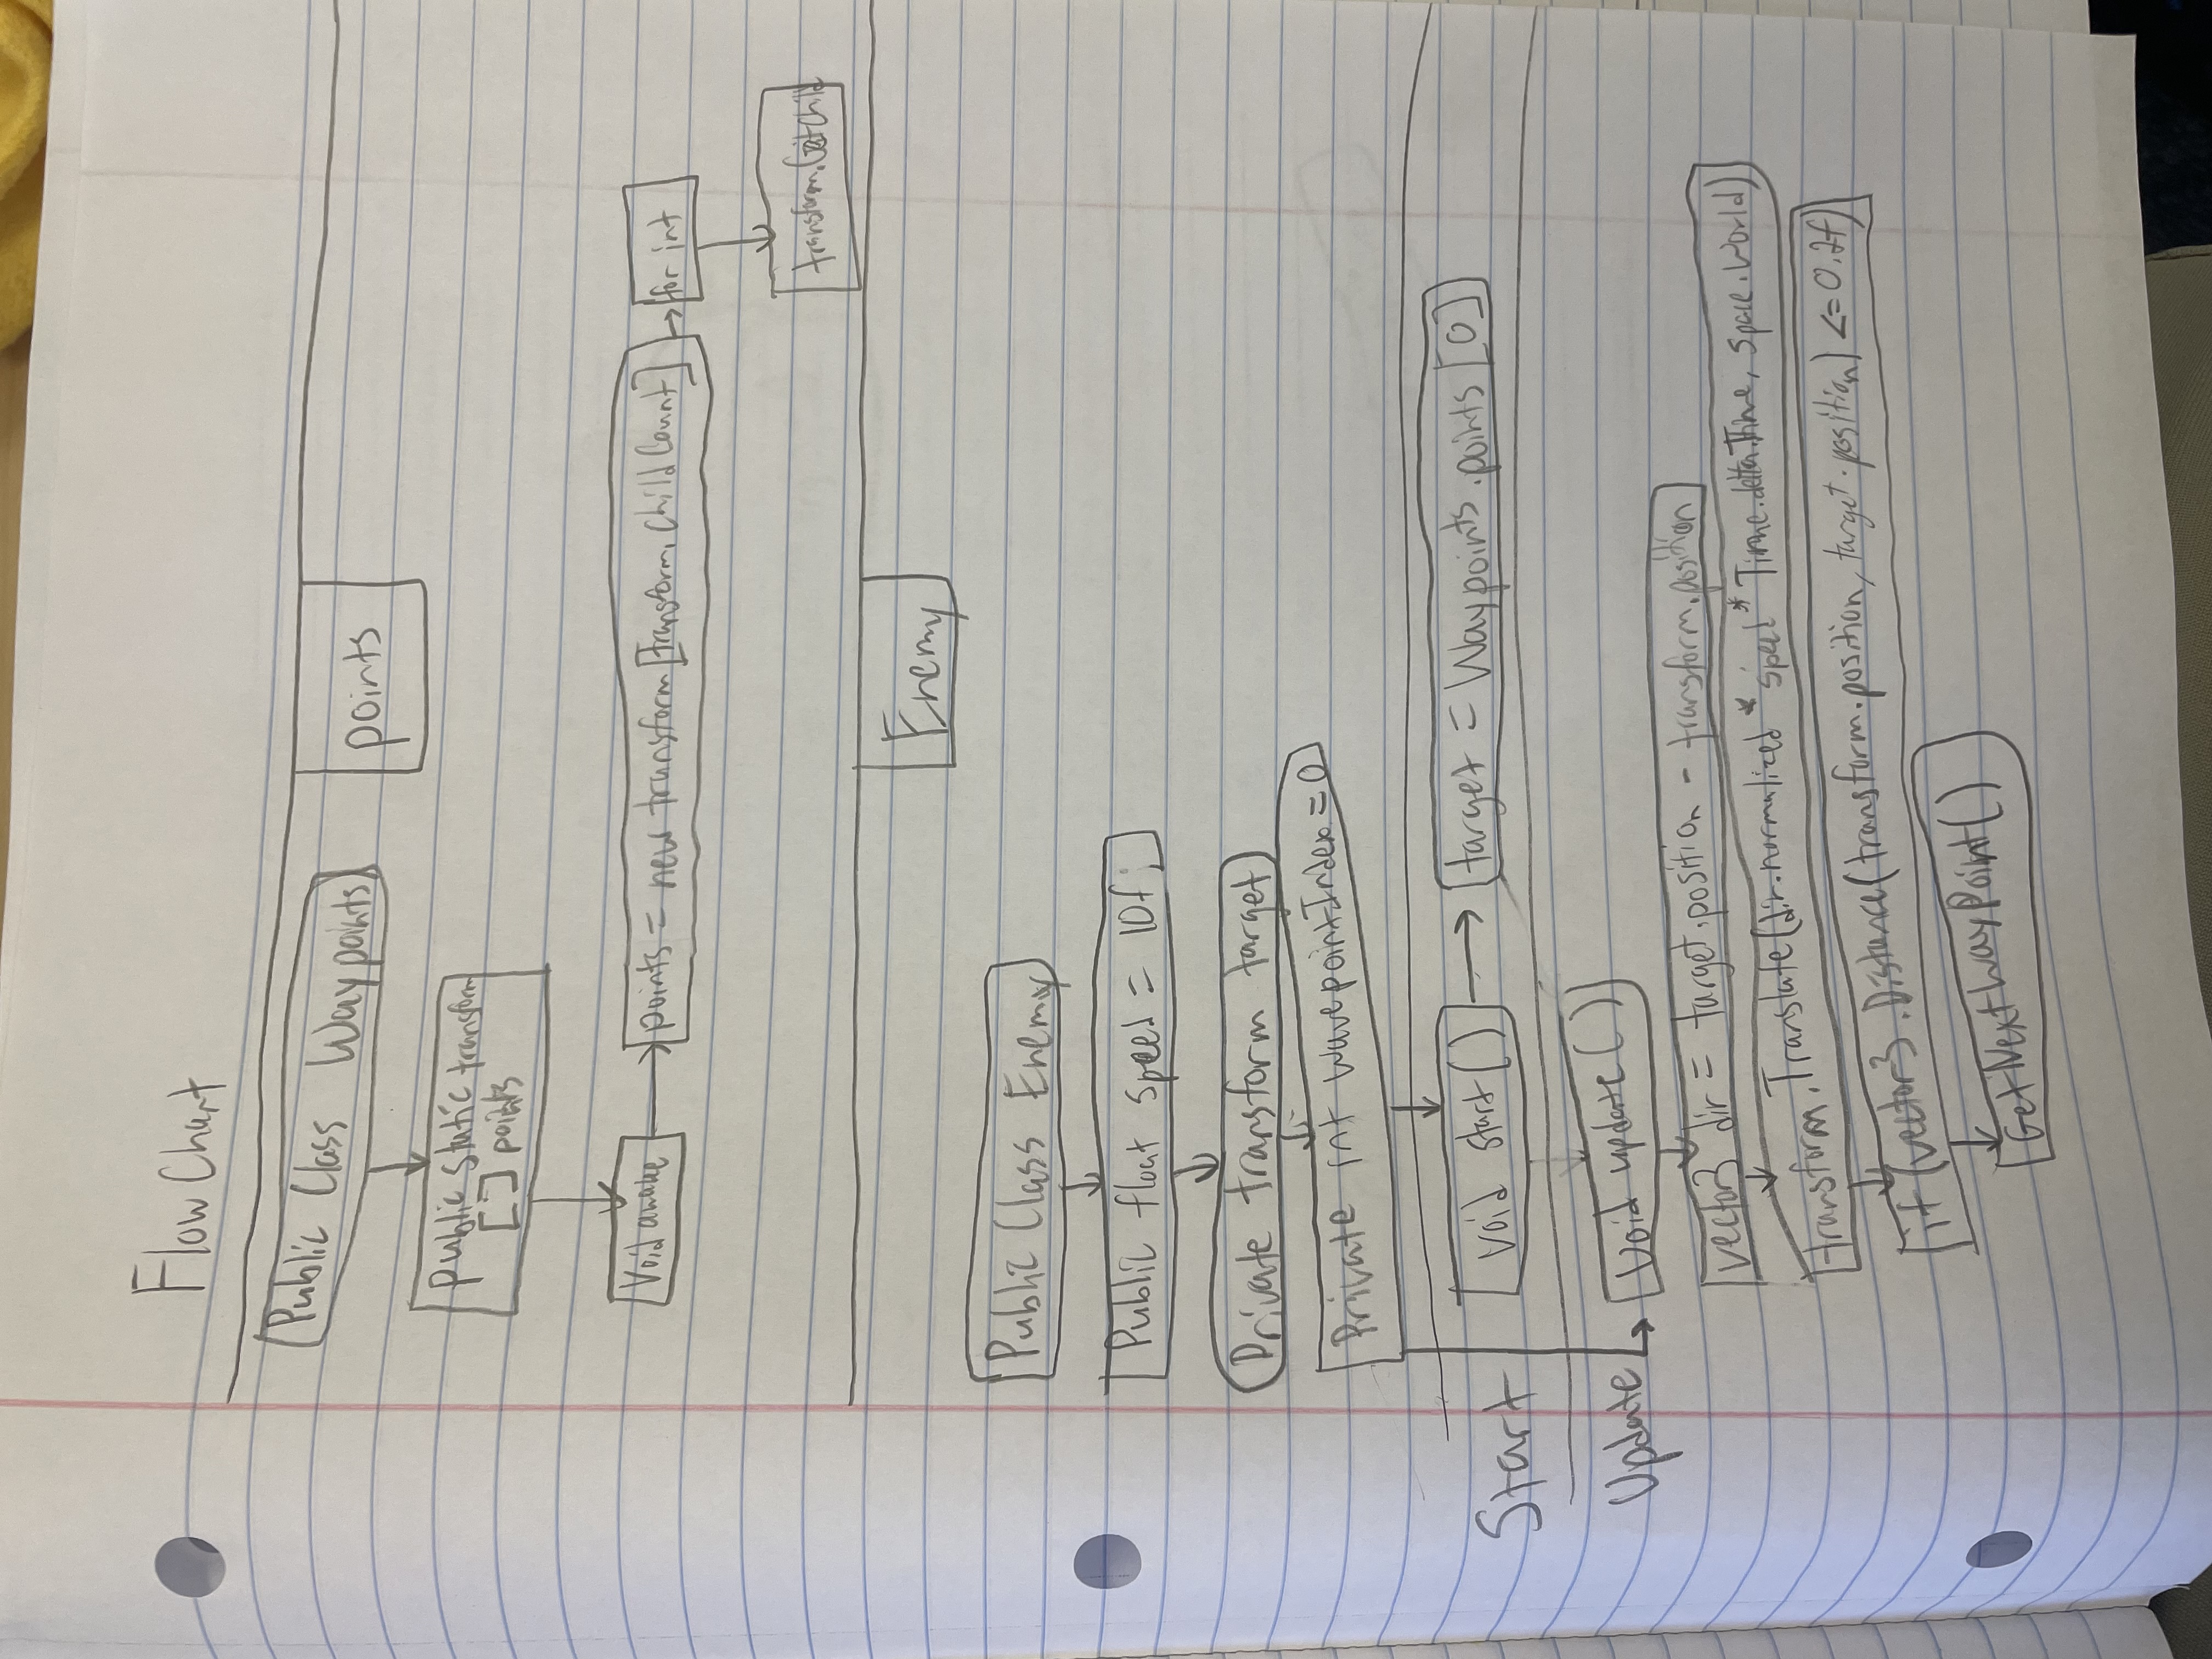 Flow Chart
Public Class Waypoints
points
public static transform
[] points
Void awake
points = new transform [transform. Child Count]
for int
transform.GetChild
Enemy
Public Class Enemy
Public float speed = 10f;
Private transform target
Private int wavepointIndex = 0
Start
void start()
target = Waypoints.points [0]
Update
Void update()
vector3 dir = target.position - transform.position
transform.Translate(dir.normalized * speed * Time.deltaTime, space.World)
if (vector3.Distance(transform.position, target.position) <= 0.2f)
GetNextWayPoint()